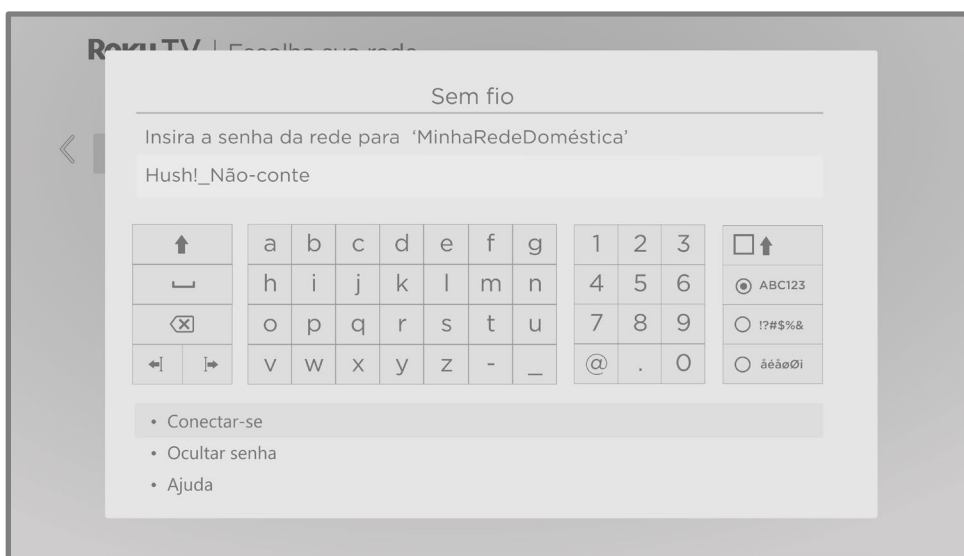 Roku TV | Escolha sua rede
Sem fio
Insira a senha da rede para ‘MinhaRedeDoméstica’
Hush!_Não-conte
a b c d e f g 1 2 3
h i j k l m n 4 5 6 ABC123
o p q r s t u 7 8 9 !?#$%&
v w x y z - _ @ . 0 âéåøØì
• Conectar-se
• Ocultar senha
• Ajuda